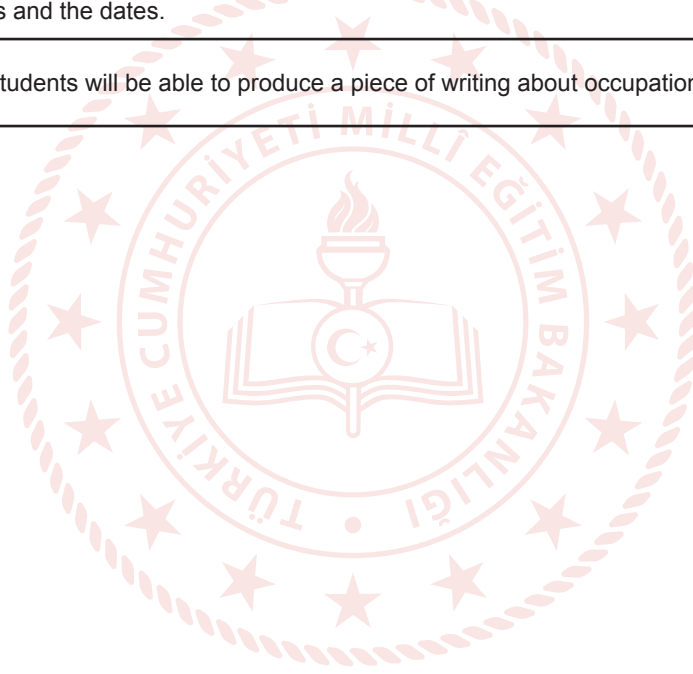 s and the dates.
tudents will be able to produce a piece of writing about occupation
TÜRKİYE CUMHURİYETİ MİLLÎ EĞİTİM BAKANLIĞI